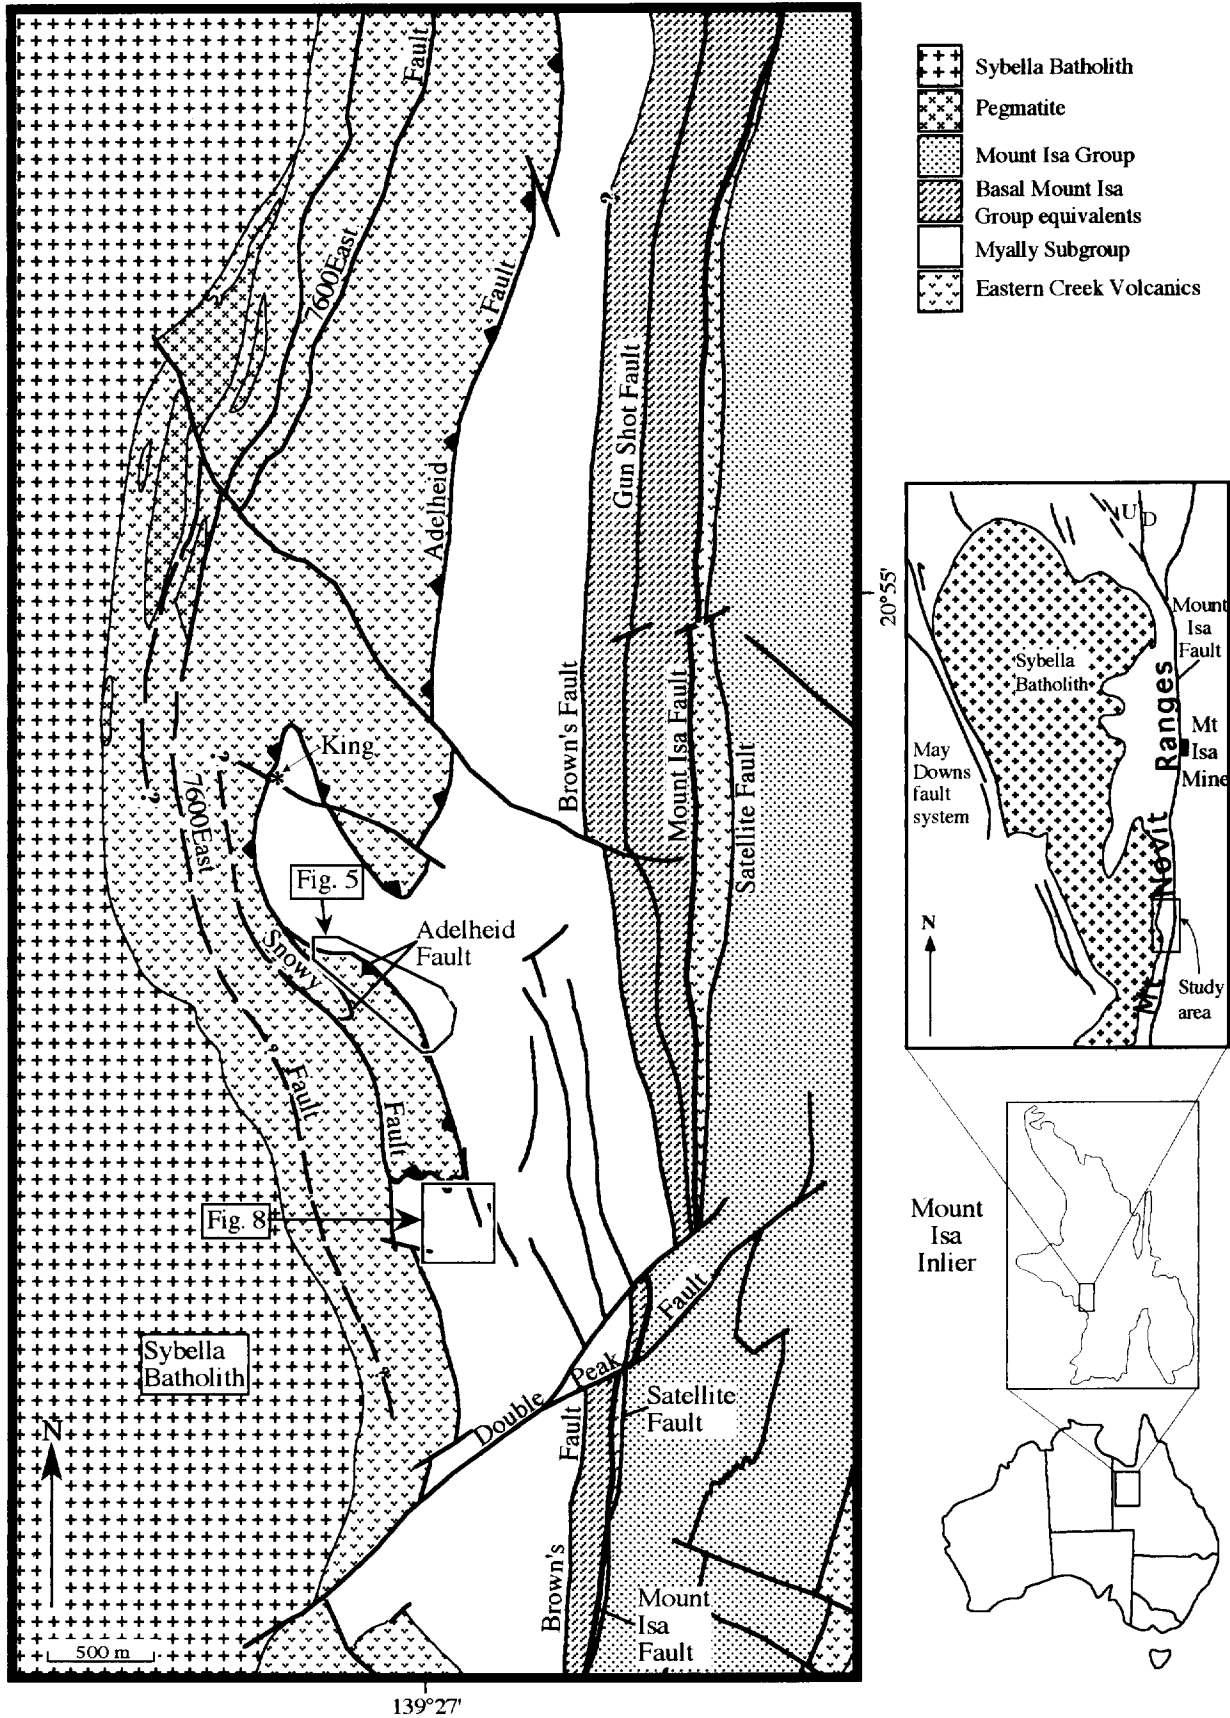 Fault
7600East
Fault
Gun Shot Fault
Adelheid
?
?
Brown's Fault
Mount Isa Fault
Satellite Fault
King
?
?
7600East
Fig. 5
Adelheid
Fault
Snowy
?
Fault
Fault
Fig. 8
Sybella
Batholith
?
Fault
Peak
Double
Satellite
Fault
Fault
Brown's
Mount
Isa
Fault
N
500 m
139°27'
20°55'
Sybella Batholith
Pegmatite
Mount Isa Group
Basal Mount Isa
Group equivalents
Myally Subgroup
Eastern Creek Volcanics
U
D
Mount
Isa
Fault
Sybella
Batholith
Mt Novit Ranges
Mt
Isa
Mine
May
Downs
fault
system
N
Study
area
Mount
Isa
Inlier